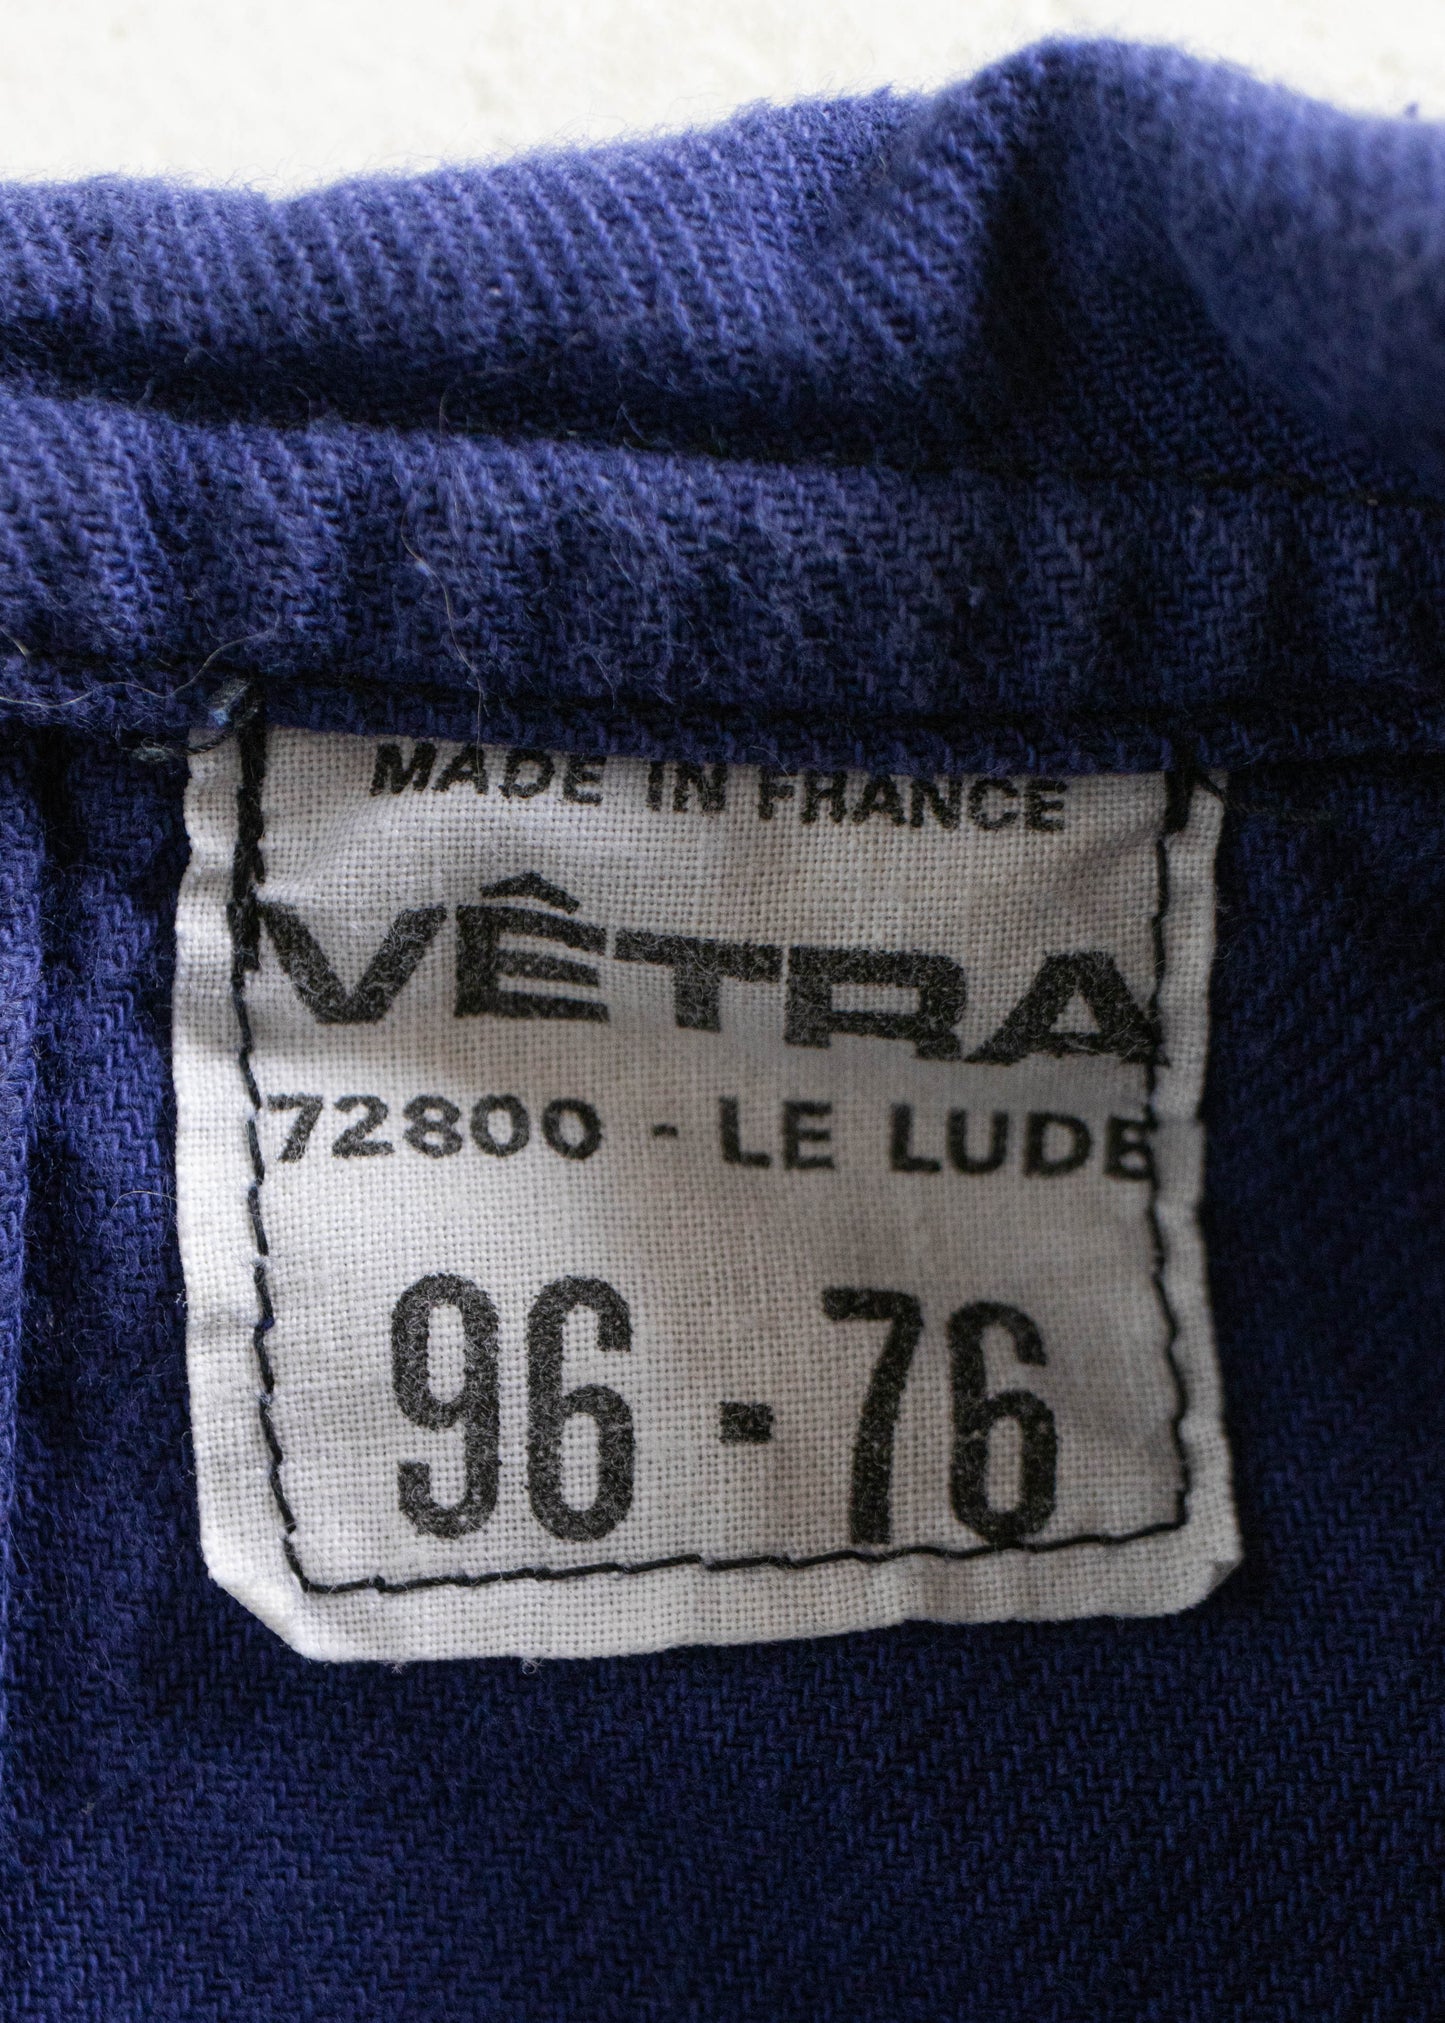 MADE IN FRANCE
VÊTRA
72800 - LE LUDE
96 - 76